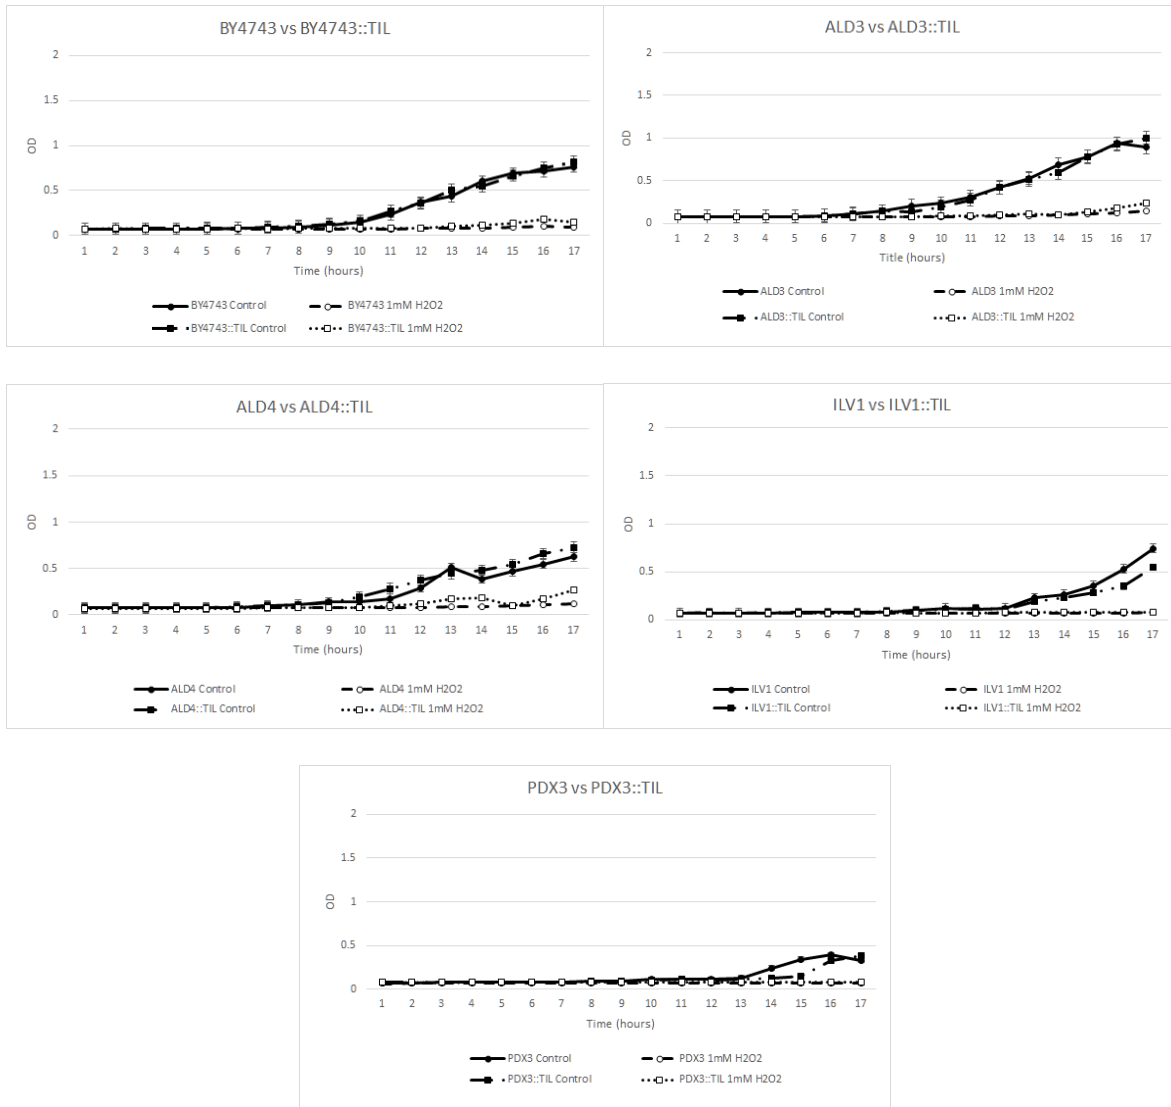 BY4743 vs BY4743::TIL
2
1.5
1
0.5
0
OD
1 2 3 4 5 6 7 8 9 10 11 12 13 14 15 16 17
Time (hours)
BY4743 Control BY4743 1mM H2O2
BY4743::TIL Control BY4743::TIL 1mM H2O2
ALD3 vs ALD3::TIL
2
1.5
1
0.5
0
OD
1 2 3 4 5 6 7 8 9 10 11 12 13 14 15 16 17
Title (hours)
ALD3 Control ALD3 1mM H2O2
ALD3::TIL Control ALD3::TIL 1mM H2O2
ALD4 vs ALD4::TIL
2
1.5
1
0.5
0
OD
1 2 3 4 5 6 7 8 9 10 11 12 13 14 15 16 17
Time (hours)
ALD4 Control ALD4 1mM H2O2
ALD4::TIL Control ALD4::TIL 1mM H2O2
ILV1 vs ILV1::TIL
2
1.5
1
0.5
0
OD
1 2 3 4 5 6 7 8 9 10 11 12 13 14 15 16 17
Time (hours)
ILV1 Control ILV1 1mM H2O2
ILV1::TIL Control ILV1::TIL 1mM H2O2
PDX3 vs PDX3::TIL
2
1.5
1
0.5
0
OD
1 2 3 4 5 6 7 8 9 10 11 12 13 14 15 16 17
Time (hours)
PDX3 Control PDX3 1mM H2O2
PDX3::TIL Control PDX3::TIL 1mM H2O2